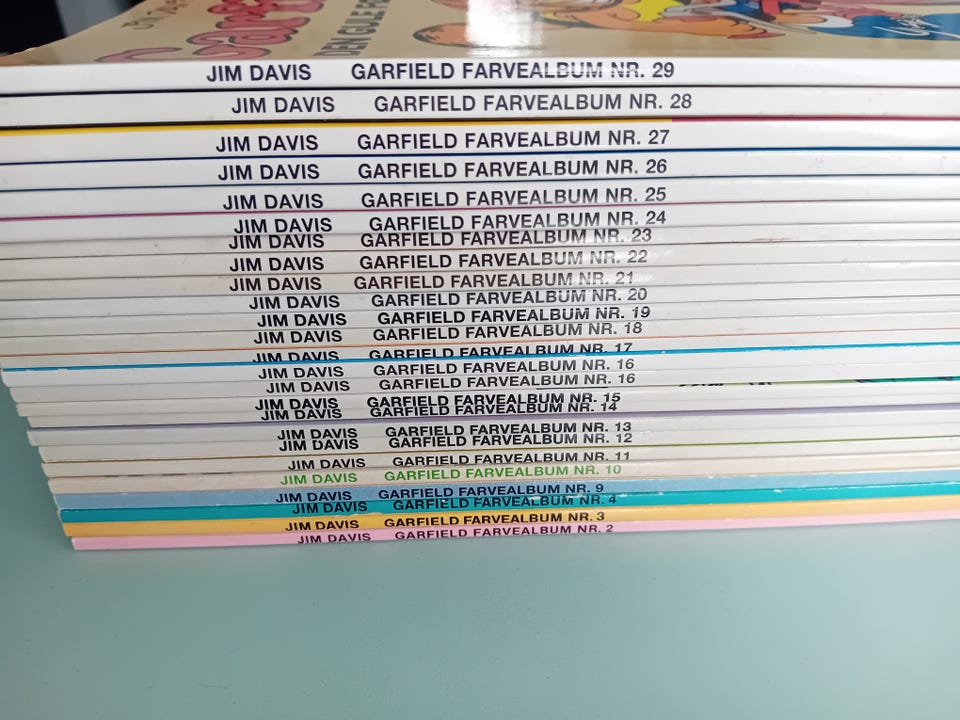 DEN GULE
JIM DAVIS GARFIELD FARVEALBUM NR. 29
JIM DAVIS GARFIELD FARVEALBUM NR. 28
JIM DAVIS GARFIELD FARVEALBUM NR. 27
JIM DAVIS GARFIELD FARVEALBUM NR. 26
JIM DAVIS GARFIELD FARVEALBUM NR. 25
JIM DAVIS GARFIELD FARVEALBUM NR. 24
JIM DAVIS GARFIELD FARVEALBUM NR. 23
JIM DAVIS GARFIELD FARVEALBUM NR. 22
JIM DAVIS GARFIELD FARVEALBUM NR. 21
JIM DAVIS GARFIELD FARVEALBUM NR. 20
JIM DAVIS GARFIELD FARVEALBUM NR. 19
JIM DAVIS GARFIELD FARVEALBUM NR. 18
JIM DAVIS GARFIELD FARVEALBUM NR. 17
JIM DAVIS GARFIELD FARVEALBUM NR. 16
JIM DAVIS GARFIELD FARVEALBUM NR. 16
JIM DAVIS GARFIELD FARVEALBUM NR. 15
JIM DAVIS GARFIELD FARVEALBUM NR. 14
JIM DAVIS GARFIELD FARVEALBUM NR. 13
JIM DAVIS GARFIELD FARVEALBUM NR. 12
JIM DAVIS GARFIELD FARVEALBUM NR. 11
JIM DAVIS GARFIELD FARVEALBUM NR. 10
JIM DAVIS GARFIELD FARVEALBUM NR. 9
JIM DAVIS GARFIELD FARVEALBUM NR. 4
JIM DAVIS GARFIELD FARVEALBUM NR. 3
JIM DAVIS GARFIELD FARVEALBUM NR. 2